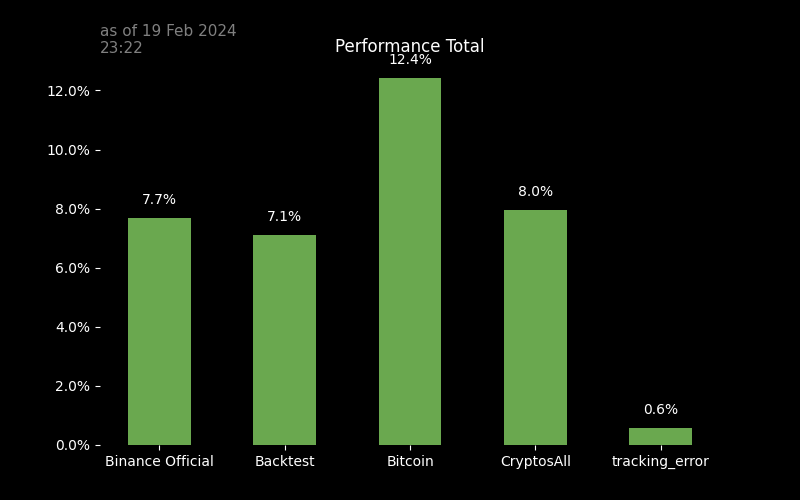 as of 19 Feb 2024
23:22
Performance Total
12.4%
12.0%
10.0%
8.0%
6.0%
4.0%
2.0%
0.0%
7.7%
7.1%
8.0%
0.6%
Binance Official
Backtest
Bitcoin
CryptosAll
tracking_error